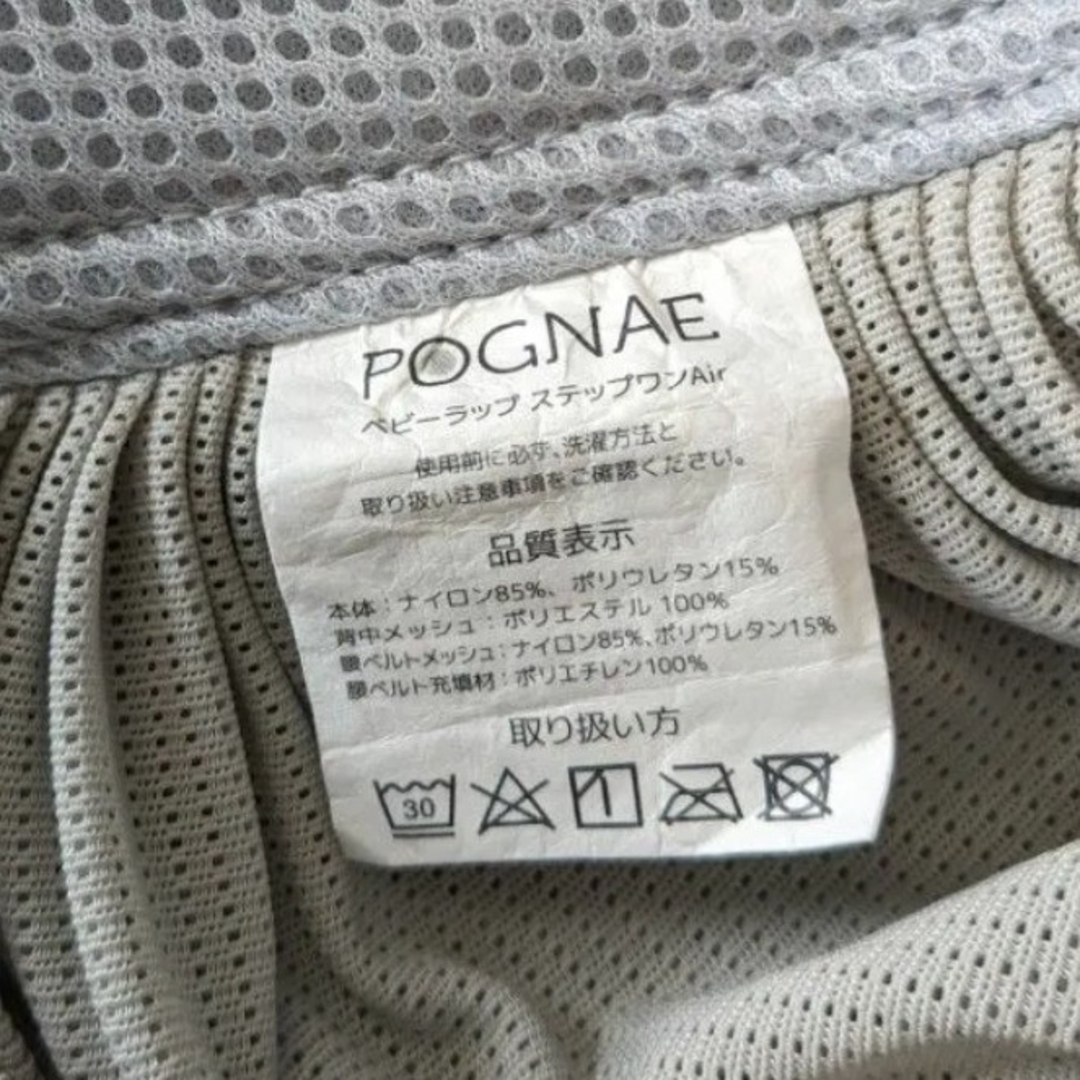 POGNAE
ベビーラップ ステップワンAir
使用前に必ず、洗濯方法と
取り扱い注意事項をご確認ください。
品質表示
本体：ナイロン85%、ポリウレタン15%
背中メッシュ：ポリエステル 100%
腰ベルトメッシュ：ナイロン85%、ポリウレタン15%
腰ベルト充填材：ポリエチレン100%
取り扱い方
30